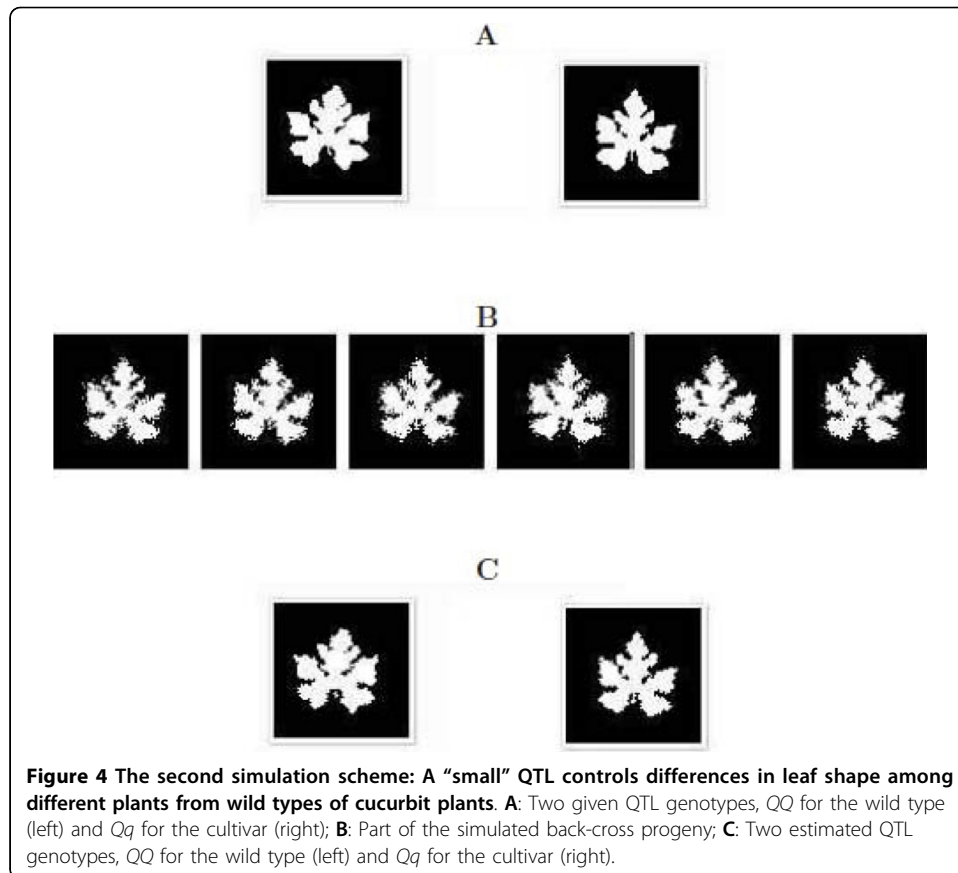 A
B
C
Figure 4 The second simulation scheme: A “small” QTL controls differences in leaf shape among
different plants from wild types of cucurbit plants. A: Two given QTL genotypes, QQ for the wild type
(left) and Qq for the cultivar (right); B: Part of the simulated back-cross progeny; C: Two estimated QTL
genotypes, QQ for the wild type (left) and Qq for the cultivar (right).